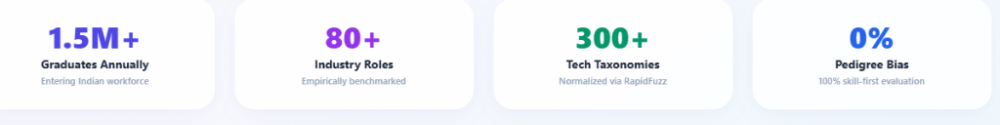 1.5M+
Graduates Annually
Entering Indian workforce
80+
Industry Roles
Empirically benchmarked
300+
Tech Taxonomies
Normalized via RapidFuzz
0%
Pedigree Bias
100% skill-first evaluation